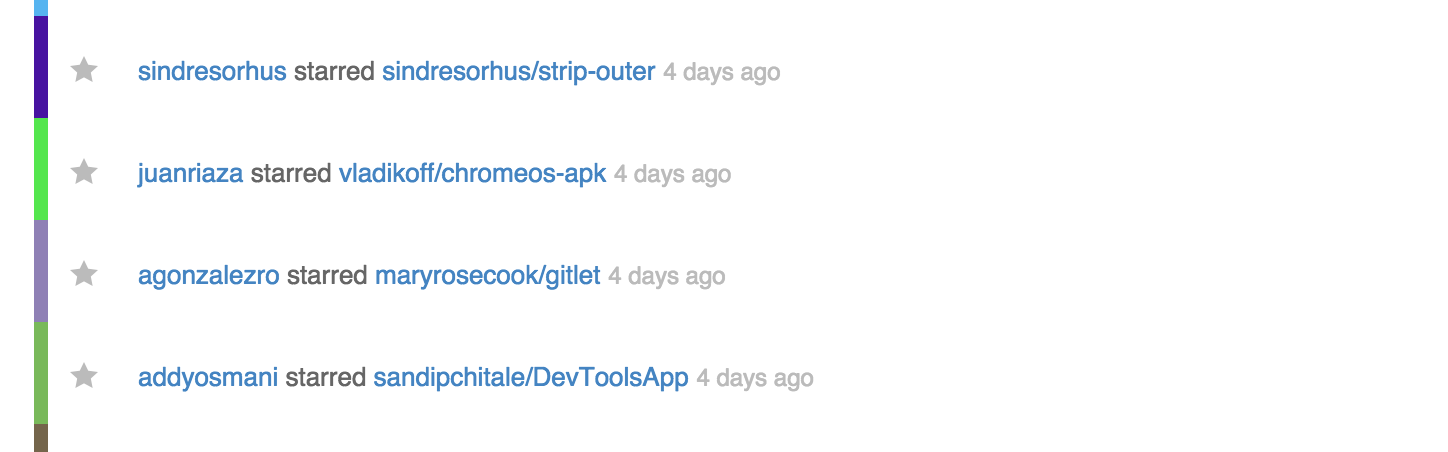 sindresorhus starred sindresorhus/strip-outer 4 days ago
juanriaza starred vladikoff/chromeos-apk 4 days ago
agonzalezro starred maryrosecook/gitlet 4 days ago
addyosmani starred sandipchitale/DevToolsApp 4 days ago